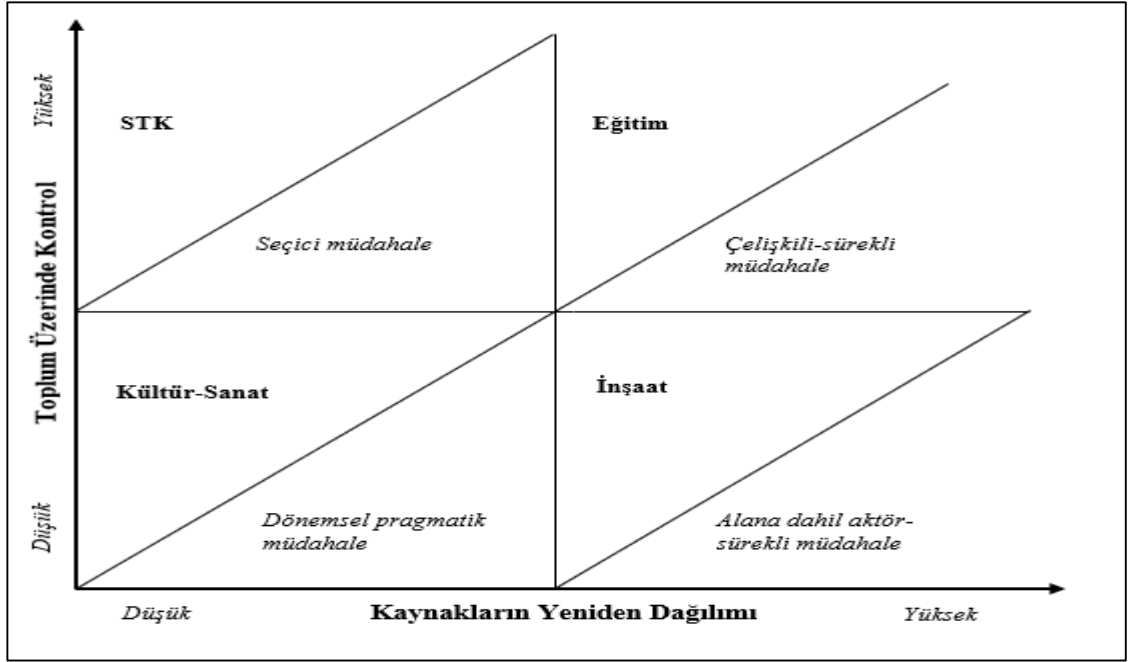 Yüksek
Toplum Üzerinde Kontrol
Düşük
STK
Seçici müdahale
Eğitim
Çelişkili-sürekli
müdahale
Kültür-Sanat
Dönemsel pragmatik
müdahale
İnşaat
Alana dahil aktör-
sürekli müdahale
Düşük
Kaynakların Yeniden Dağılımı
Yüksek